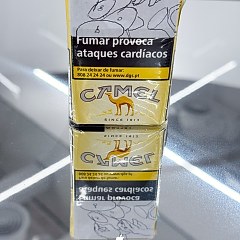 Fumar provoca
ataques cardíacos
Para deixar de fumar:
808 24 24 24 ou www.dgs.pt
CAMEL
SINCE 1913